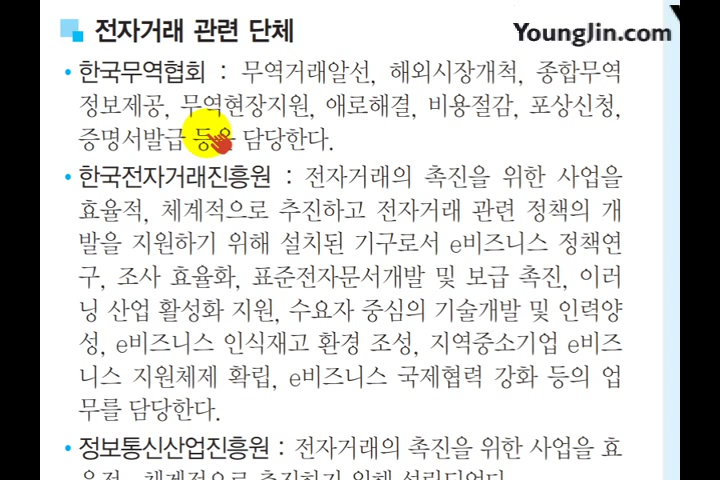 전자거래 관련 단체
YoungJin.com
• 한국무역협회 : 무역거래알선, 해외시장개척, 종합무역
정보제공, 무역현장지원, 애로해결, 비용절감, 포상신청,
증명서발급 등을 담당한다.
• 한국전자거래진흥원 : 전자거래의 촉진을 위한 사업을
효율적, 체계적으로 추진하고 전자거래 관련 정책의 개
발을 지원하기 위해 설치된 기구로서 e비즈니스 정책연
구, 조사 효율화, 표준전자문서개발 및 보급 촉진, 이러
닝 산업 활성화 지원, 수요자 중심의 기술개발 및 인력양
성, e비즈니스 인식재고 환경 조성, 지역중소기업 e비즈
니스 지원체제 확립, e비즈니스 국제협력 강화 등의 업
무를 담당한다.
• 정보통신산업진흥원 : 전자거래의 촉진을 위한 사업을 효